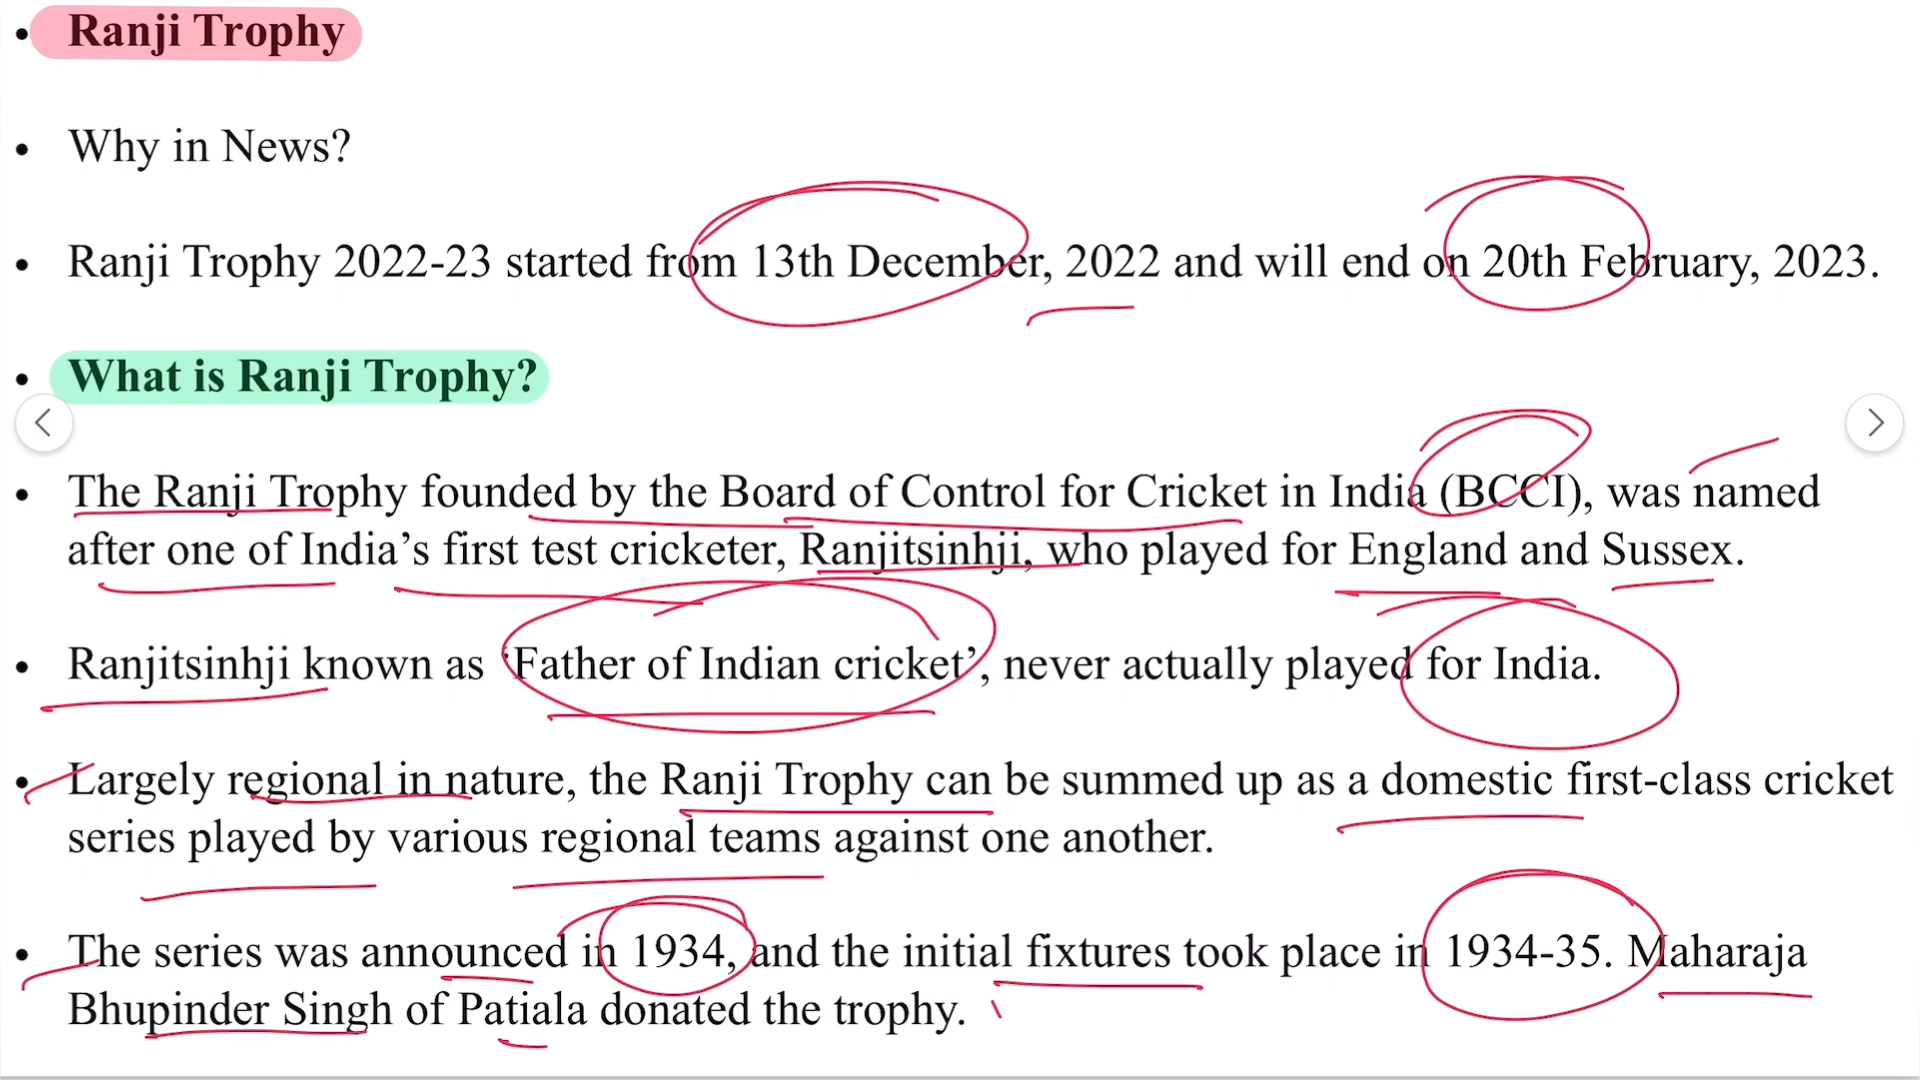 • Ranji Trophy
• Why in News?
• Ranji Trophy 2022-23 started from 13th December, 2022 and will end on 20th February, 2023.
• What is Ranji Trophy?
• The Ranji Trophy founded by the Board of Control for Cricket in India (BCCI), was named
after one of India’s first test cricketer, Ranjitsinhji, who played for England and Sussex.
• Ranjitsinhji known as ‘Father of Indian cricket’, never actually played for India.
• Largely regional in nature, the Ranji Trophy can be summed up as a domestic first-class cricket
series played by various regional teams against one another.
• The series was announced in 1934, and the initial fixtures took place in 1934-35. Maharaja
Bhupinder Singh of Patiala donated the trophy.